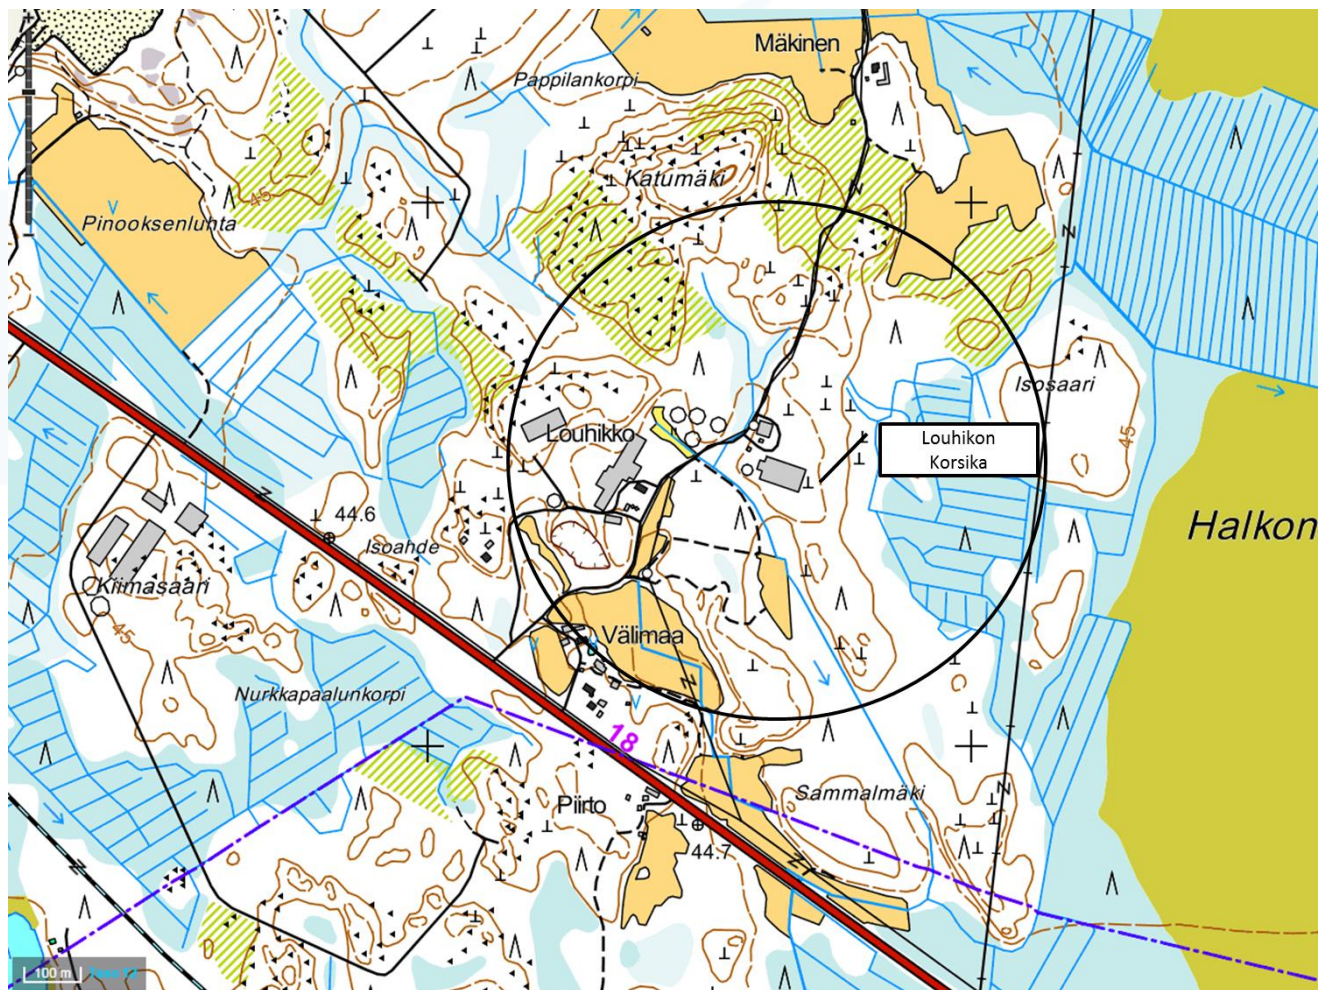 Mäkinen
Pappilankorpi
Katumäki
45
Pinooksenluhta
Isosaari
45
Louhikko
Louhikon
Korsika
44.6
Isoahde
Halkon
Kiimasaari
45
Välimaa
Nurkkapaalunkorpi
18
Piirto
Sammalmäki
44.7
100 m